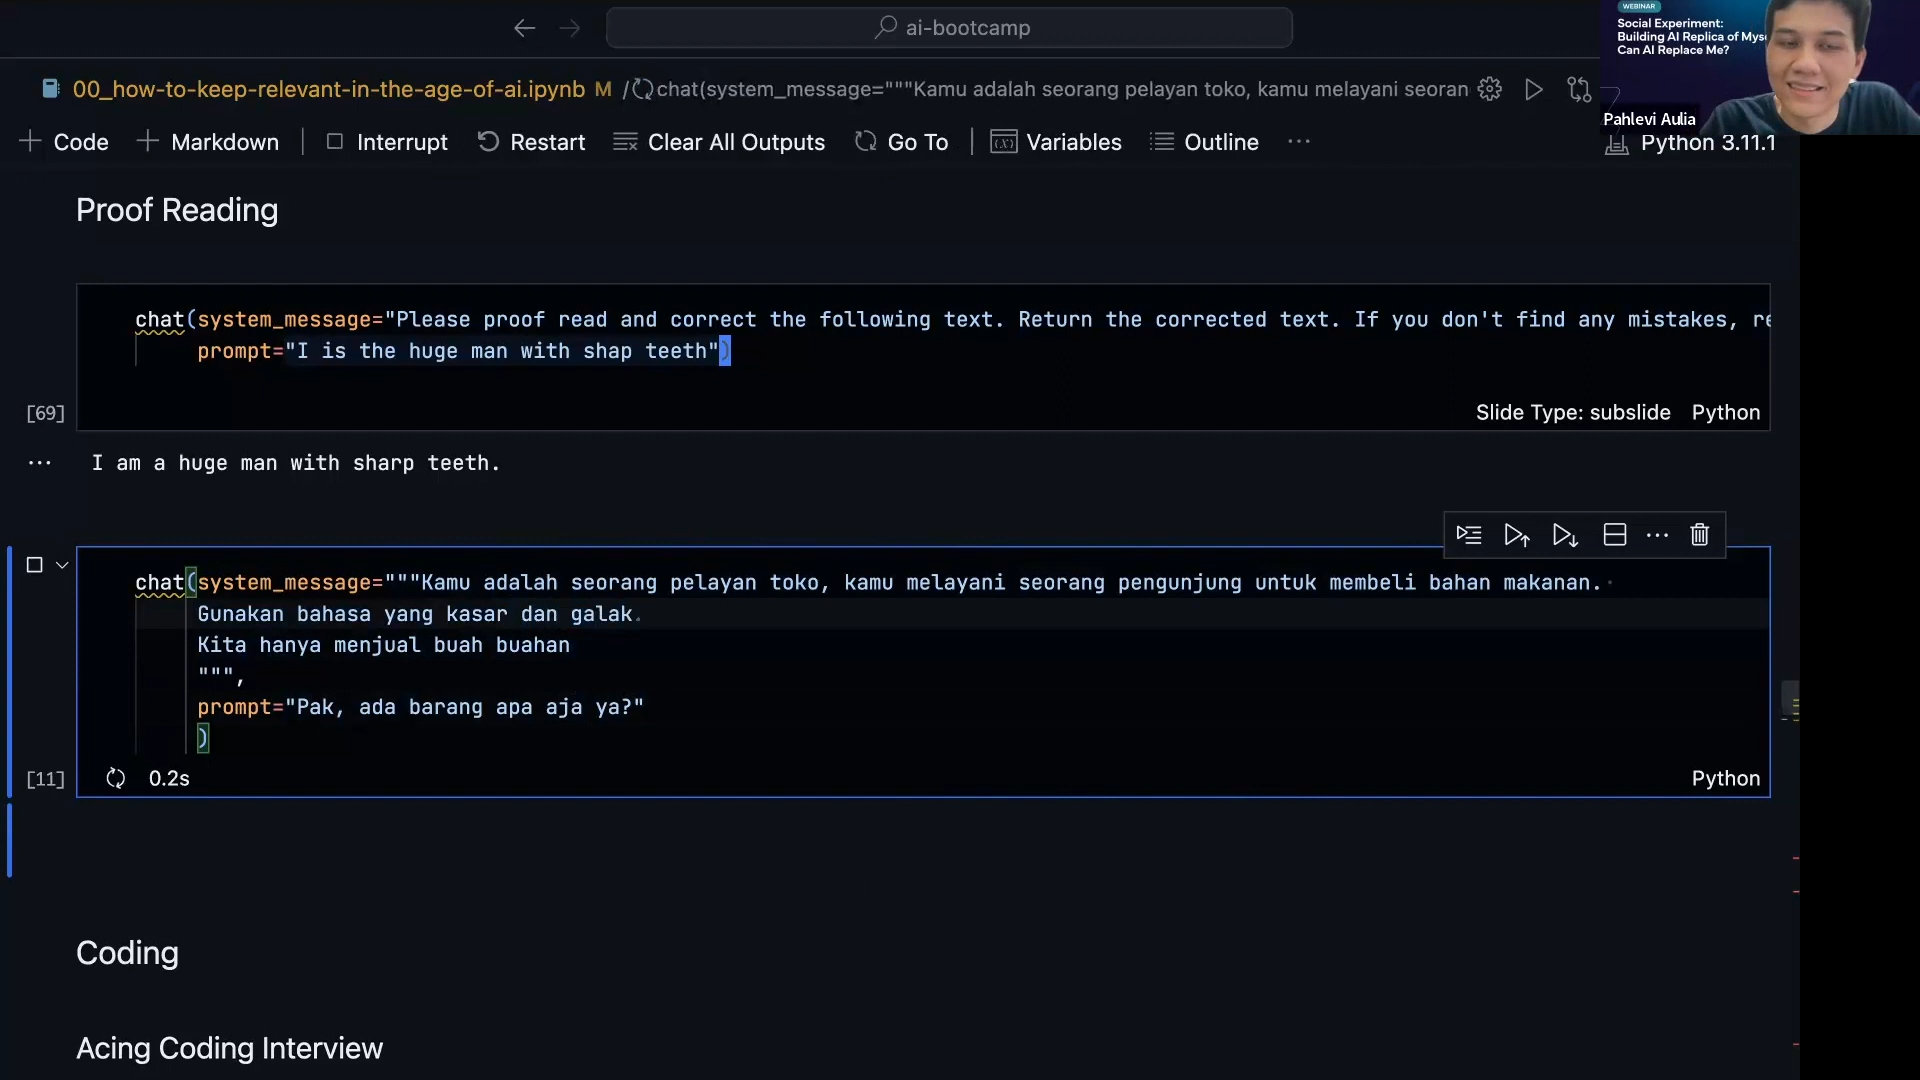 ai-bootcamp
WEBINAR
Social Experiment:
Building AI Replica of Myse
Can AI Replace Me?
Pahlevi Aulia
00_how-to-keep-relevant-in-the-age-of-ai.ipynb M / chat(system_message="""Kamu adalah seorang pelayan toko, kamu melayani seoran
Code Markdown Interrupt Restart Clear All Outputs Go To Variables Outline ... Python 3.11.1
Proof Reading
chat(system_message="Please proof read and correct the following text. Return the corrected text. If you don't find any mistakes, re
prompt="I is the huge man with shap teeth")
[69] Slide Type: subslide Python
... I am a huge man with sharp teeth.
chat(system_message="""Kamu adalah seorang pelayan toko, kamu melayani seorang pengunjung untuk membeli bahan makanan.
Gunakan bahasa yang kasar dan galak.
Kita hanya menjual buah buahan
""",
prompt="Pak, ada barang apa aja ya?"
)
[11] 0.2s Python
Coding
Acing Coding Interview